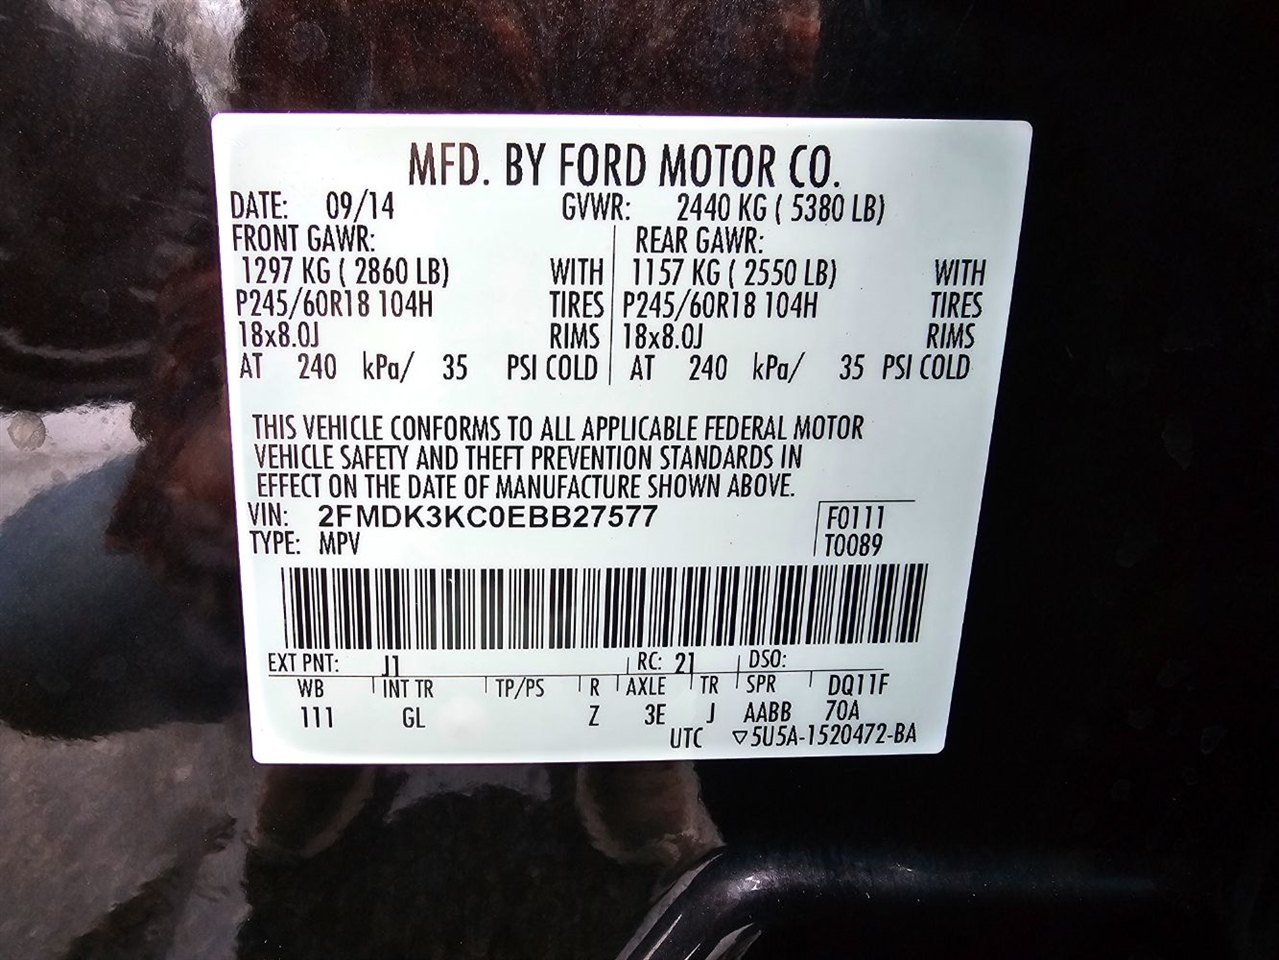 MFD. BY FORD MOTOR CO.
DATE: 09/14 GVWR: 2440 KG ( 5380 LB)
FRONT GAWR: REAR GAWR:
1297 KG ( 2860 LB) WITH 1157 KG ( 2550 LB) WITH
P245/60R18 104H TIRES P245/60R18 104H TIRES
18x8.0J RIMS 18x8.0J RIMS
AT 240 kPa/ 35 PSI COLD AT 240 kPa/ 35 PSI COLD
THIS VEHICLE CONFORMS TO ALL APPLICABLE FEDERAL MOTOR
VEHICLE SAFETY AND THEFT PREVENTION STANDARDS IN
EFFECT ON THE DATE OF MANUFACTURE SHOWN ABOVE.
VIN: 2FMDK3KC0EBB27577 F0111
TYPE: MPV T0089
EXT PNT: J1 RC: 21 DSO:
WB INT TR TP/PS R AXLE TR SPR DQ11F
111 GL Z 3E J AABB 70A
UTC ▽5U5A-1520472-BA